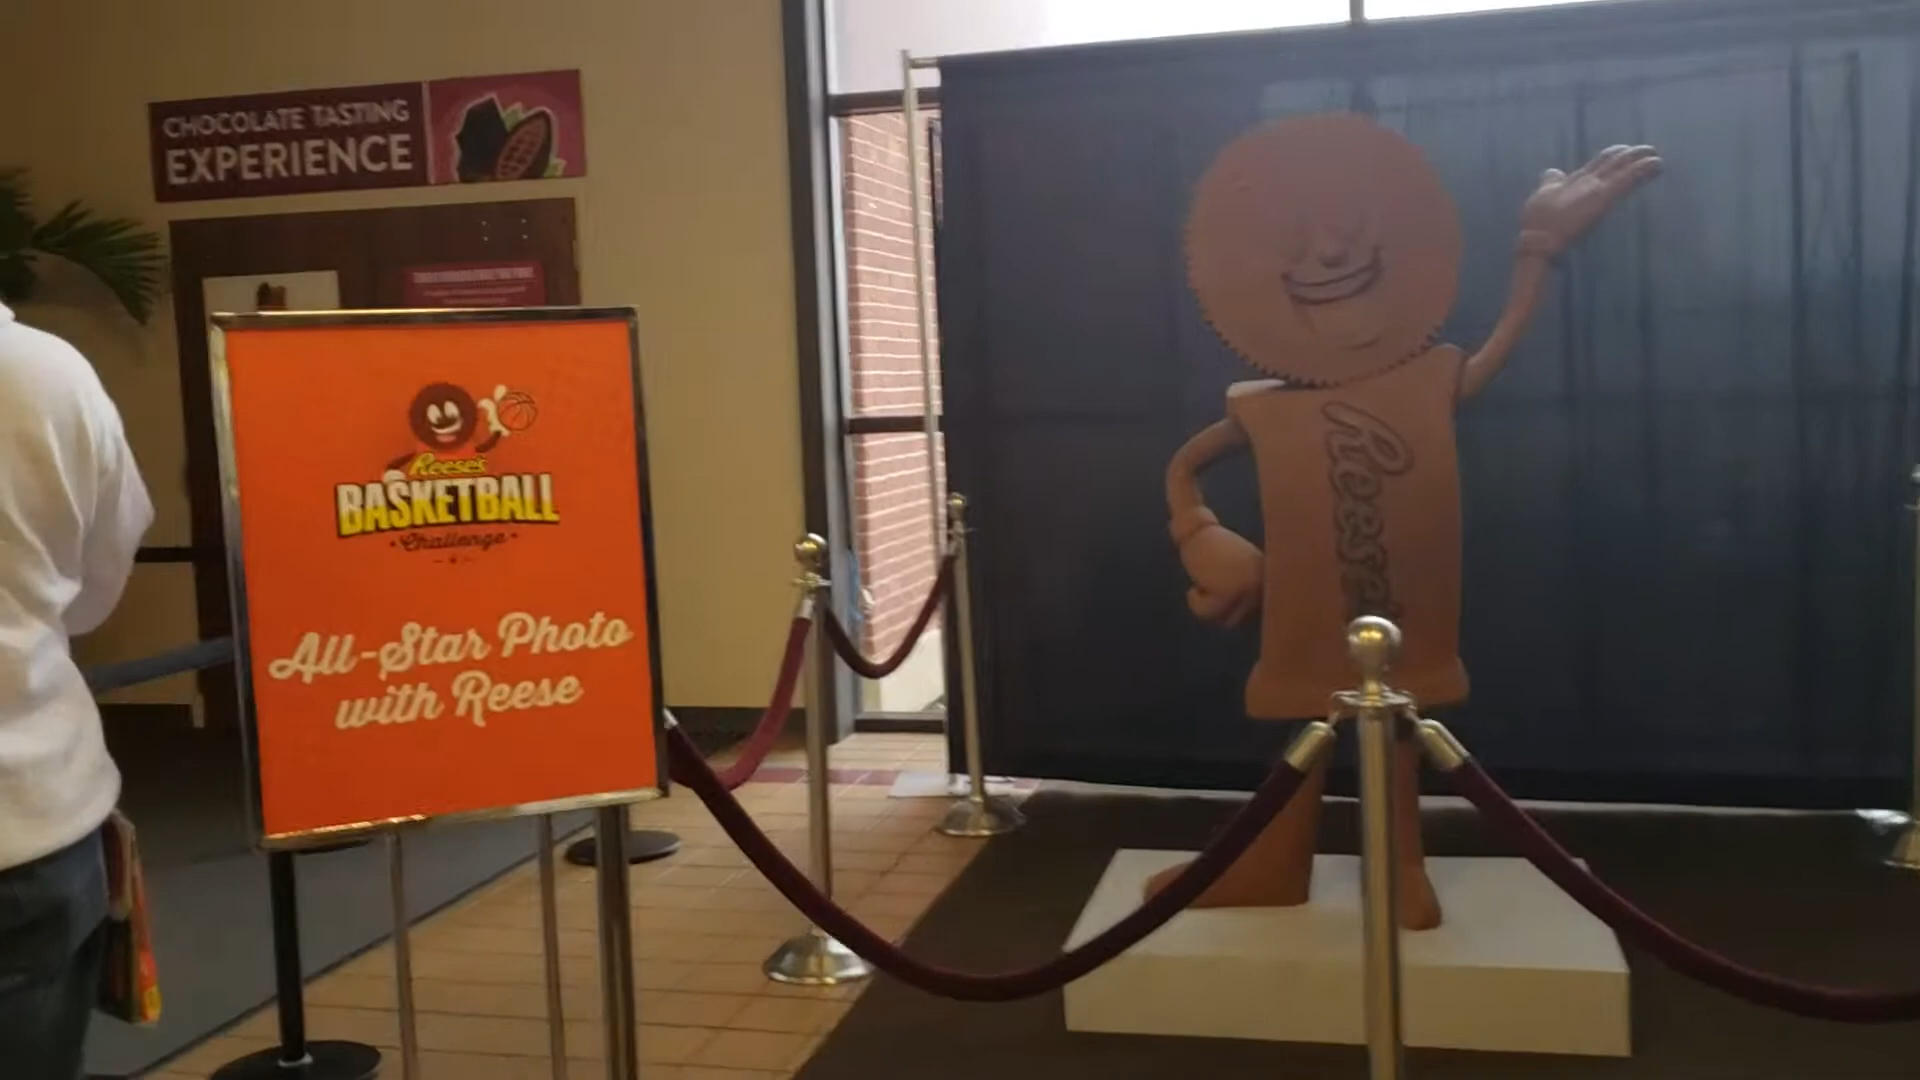 CHOCOLATE TASTING
EXPERIENCE
Reese's
BASKETBALL
Challenge
All-Star Photo
with Reese
Reese's